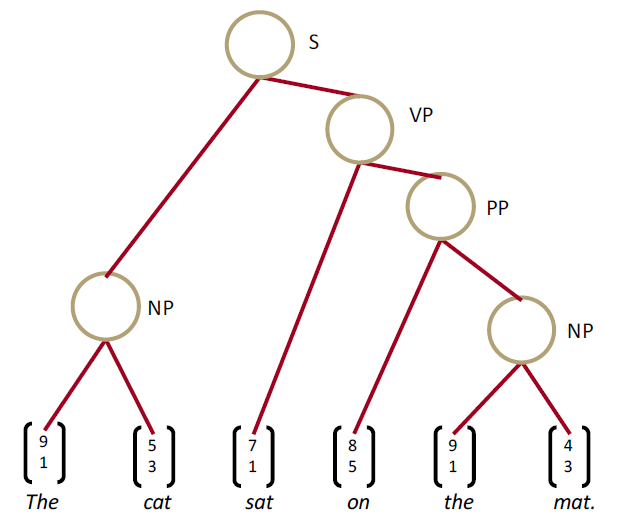 S
VP
PP
NP
NP
9 5 7 8 9 4
1 3 1 5 1 3
The cat sat on the mat.